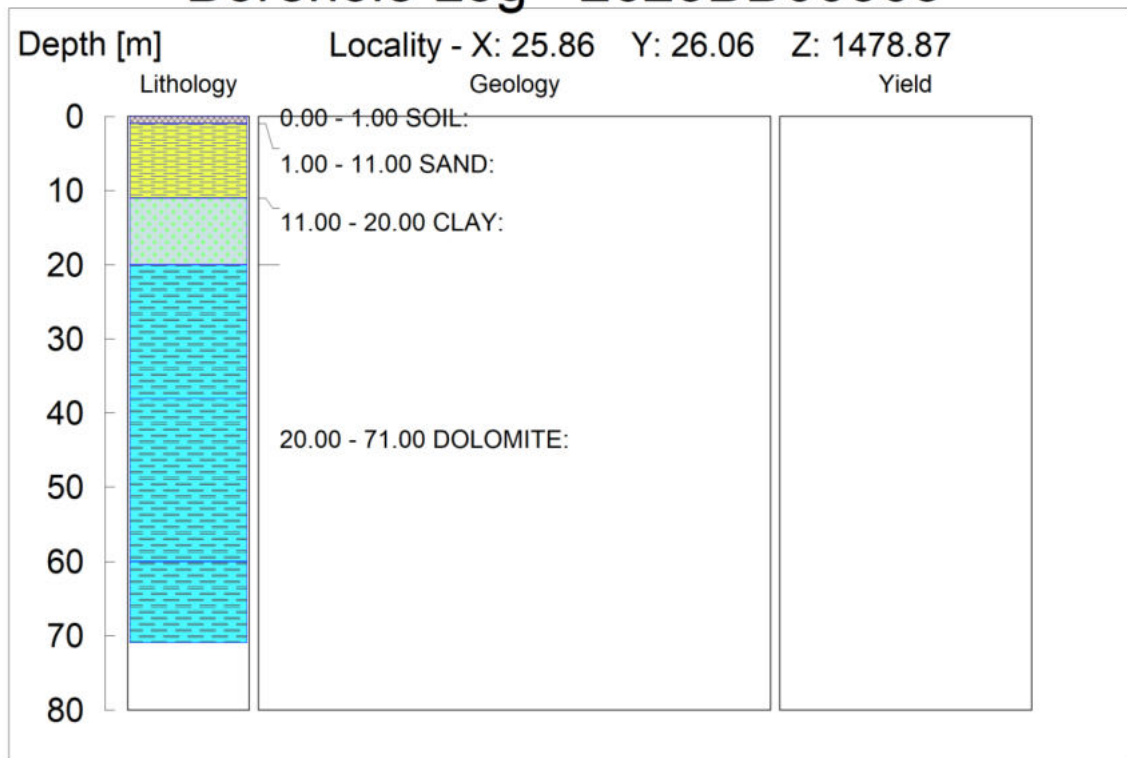 Depth [m] Locality - X: 25.86 Y: 26.06 Z: 1478.87
Lithology Geology Yield
0
0.00 - 1.00 SOIL:
1.00 - 11.00 SAND:
10
11.00 - 20.00 CLAY:
20
30
40
20.00 - 71.00 DOLOMITE:
50
60
70
80